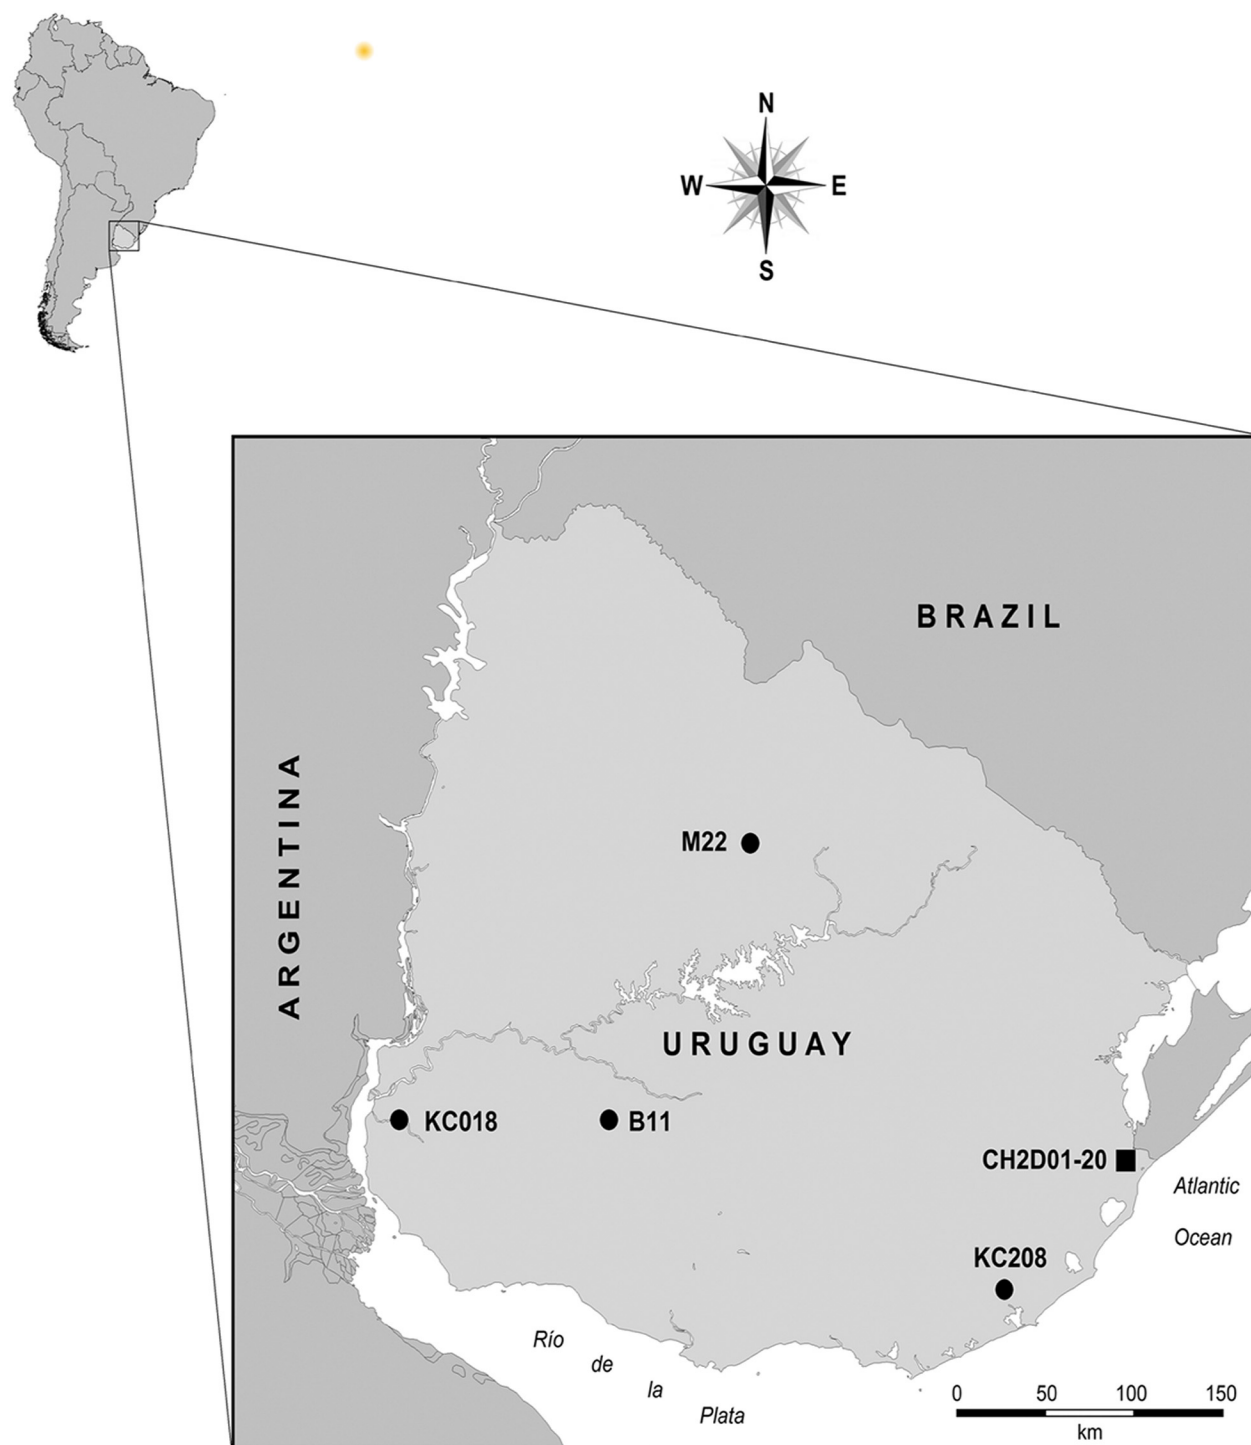 N
W E
S
BRAZIL
ARGENTINA
M22
URUGUAY
KC018
B11
CH2D01-20
Atlantic
Ocean
KC208
Río
de
la
Plata
0 50 100 150
km